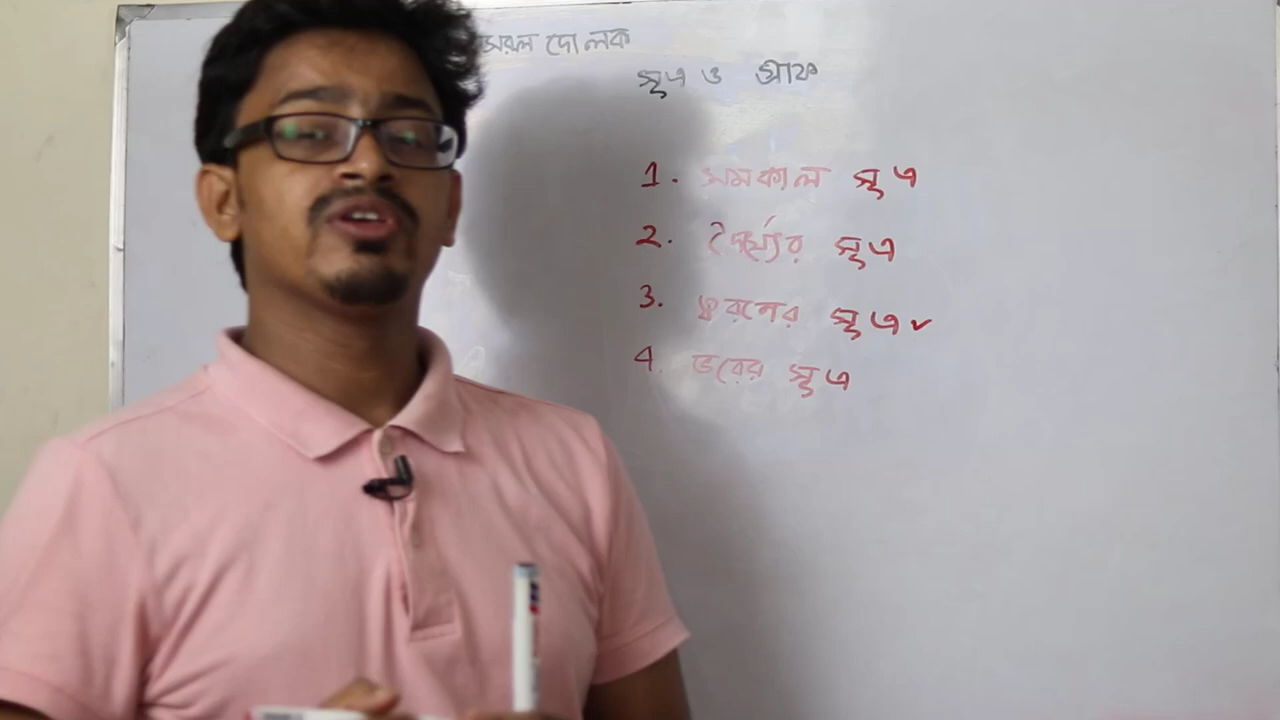 সরল দোলক
সূত্র ও গ্রাফ
1. সমকাল সূত্র
2. দৈর্ঘ্যের সূত্র
3. ত্বরণের সূত্র ✓
4. ভরের সূত্র